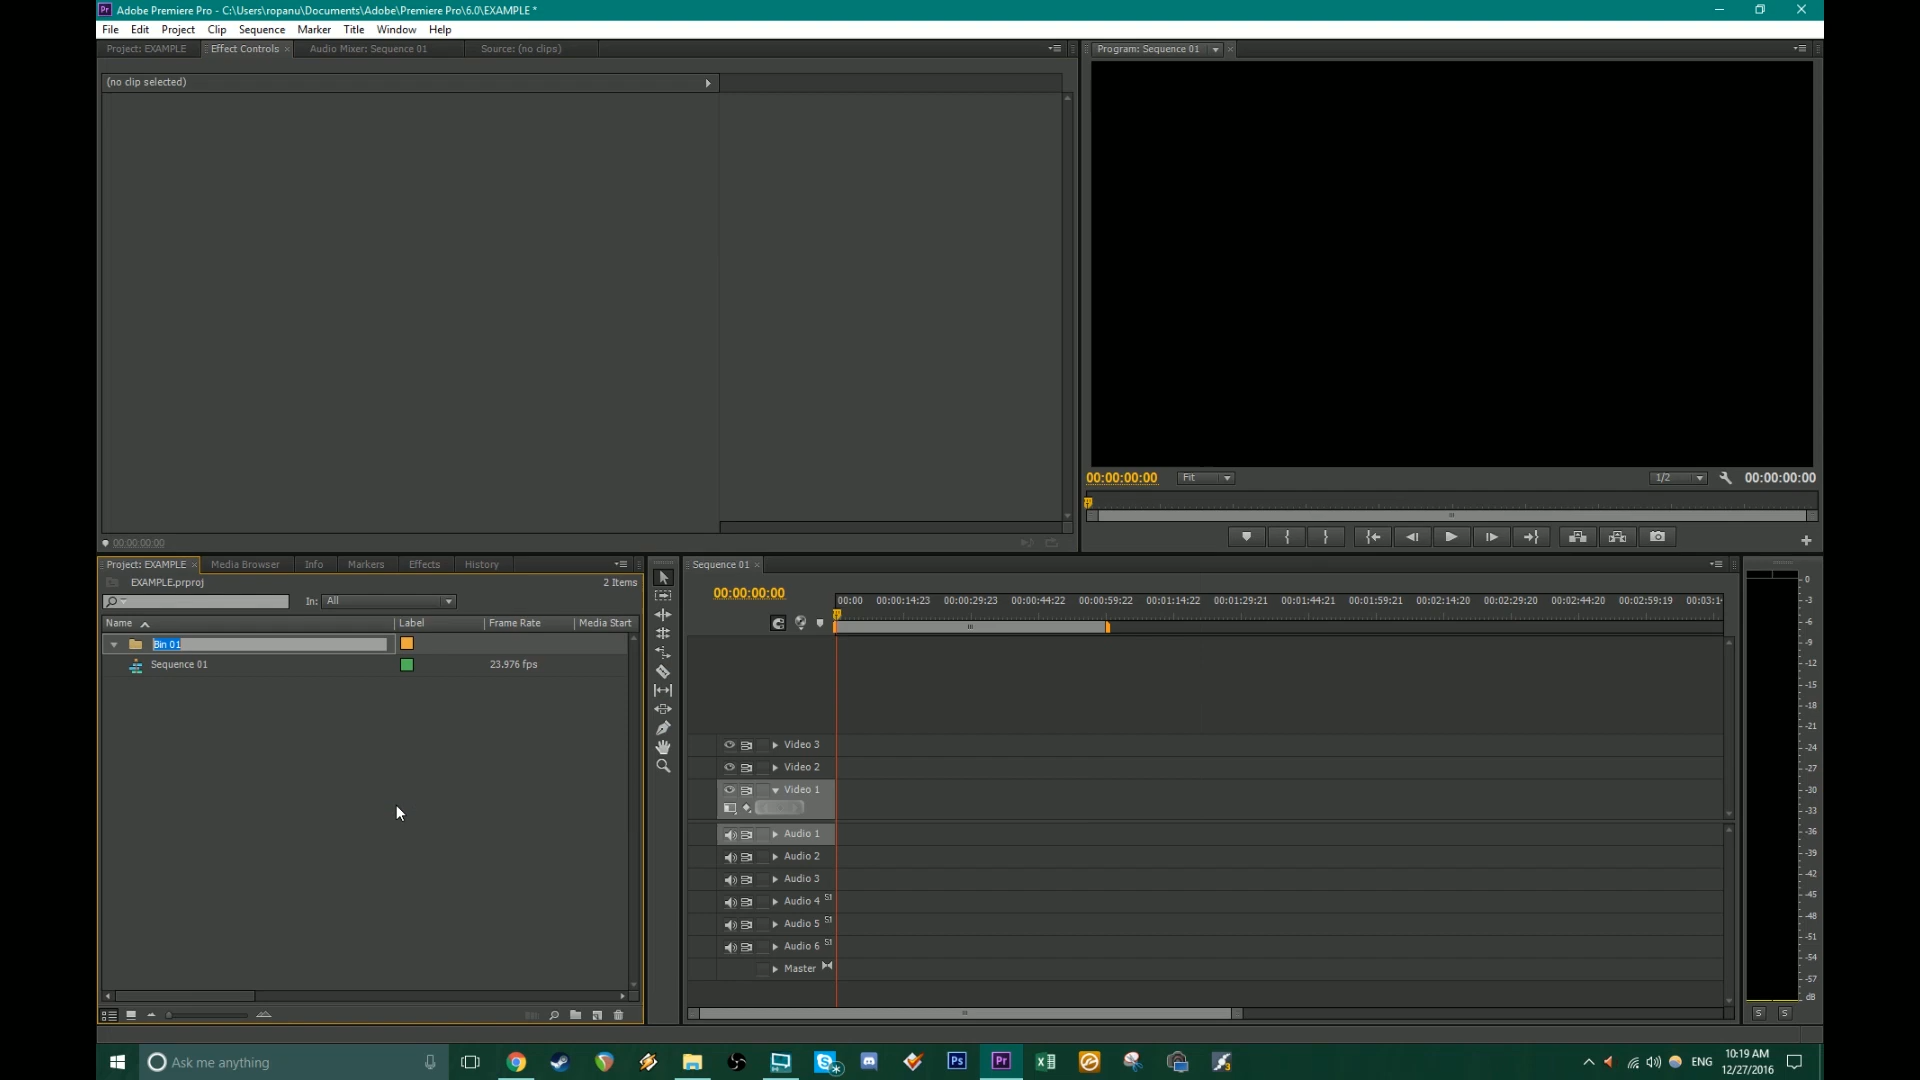 Adobe Premiere Pro - C:\Users\ropanu\Documents\Adobe\Premiere Pro\6.0\EXAMPLE *
File Edit Project Clip Sequence Marker Title Window Help
Project: EXAMPLE Effect Controls Audio Mixer: Sequence 01 Source: (no clips) Program: Sequence 01
(no clip selected)
00:00:00:00 Fit 1/2 00:00:00:00
00:00:00:00
Project: EXAMPLE Media Browser Info Markers Effects History Sequence 01
EXAMPLE.prproj 2 Items
00:00:00:00
In: All
00:00 00:00:14:23 00:00:29:23 00:00:44:22 00:00:59:22 00:01:14:22 00:01:29:21 00:01:44:21 00:01:59:21 00:02:14:20 00:02:29:20 00:02:44:20 00:02:59:19 00:03:1
Name Label Frame Rate Media Start
Bin 01
Sequence 01 23.976 fps
Video 3
Video 2
Video 1
Audio 1
Audio 2
Audio 3
Audio 4 51
Audio 5 51
Audio 6 51
Master
0
-3
-6
-9
-12
-15
-18
-21
-24
-27
-30
-33
-36
-39
-42
-45
-48
-51
-54
-57
dB
S S
Ask me anything Ps Pr ENG 10:19 AM
12/27/2016